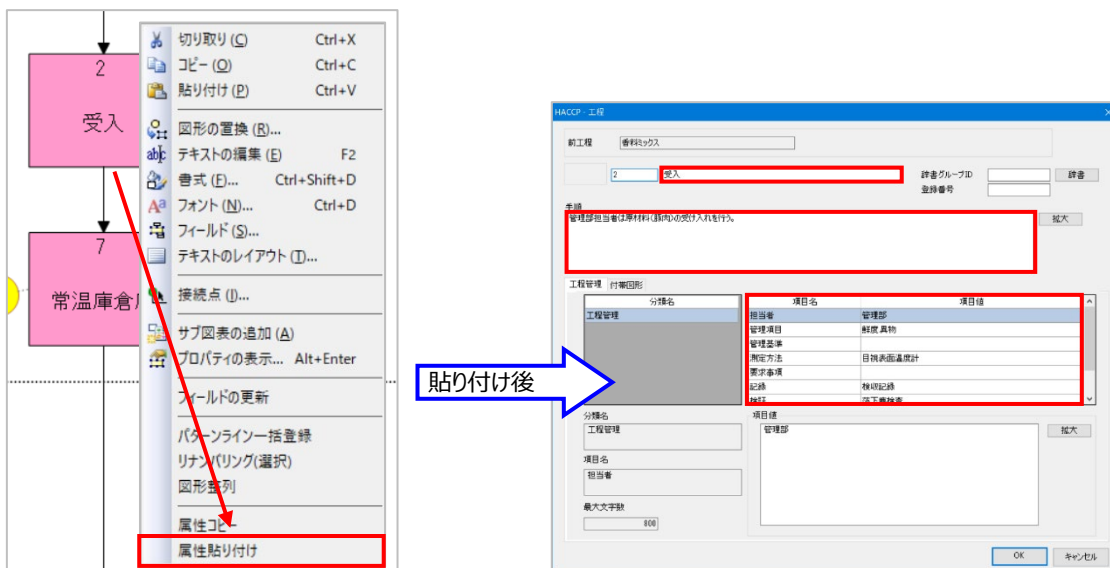 2
受入
7
常温庫倉
切り取り (C) Ctrl+X
コピー (O) Ctrl+C
貼り付け (P) Ctrl+V
図形の置換 (R)...
テキストの編集 (E) F2
書式 (F)... Ctrl+Shift+D
フォント (N)... Ctrl+D
フィールド (S)...
テキストのレイアウト (T)...
接続点 (I)...
サブ図表の追加 (A)
プロパティの表示... Alt+Enter
フィールドの更新
パターンライン一括登録
リナンバリング(選択)
図形整列
属性コピー
属性貼り付け
貼り付け後
HACCP - 工程
前工程 香料ミックス
2 受入 辞書グループID 辞書
登録番号
手順
管理部担当者は原材料(豚肉)の受け入れを行う。 拡大
工程管理 付帯図形
分類名 項目名 項目値
工程管理 担当者 管理部
管理項目 鮮度 異物
管理基準
測定方法 目視表面温度計
要求事項
記録 検収記録
検証 落下菌検査
分類名 項目値
工程管理 管理部 拡大
項目名
担当者
最大文字数
800
OK キャンセル